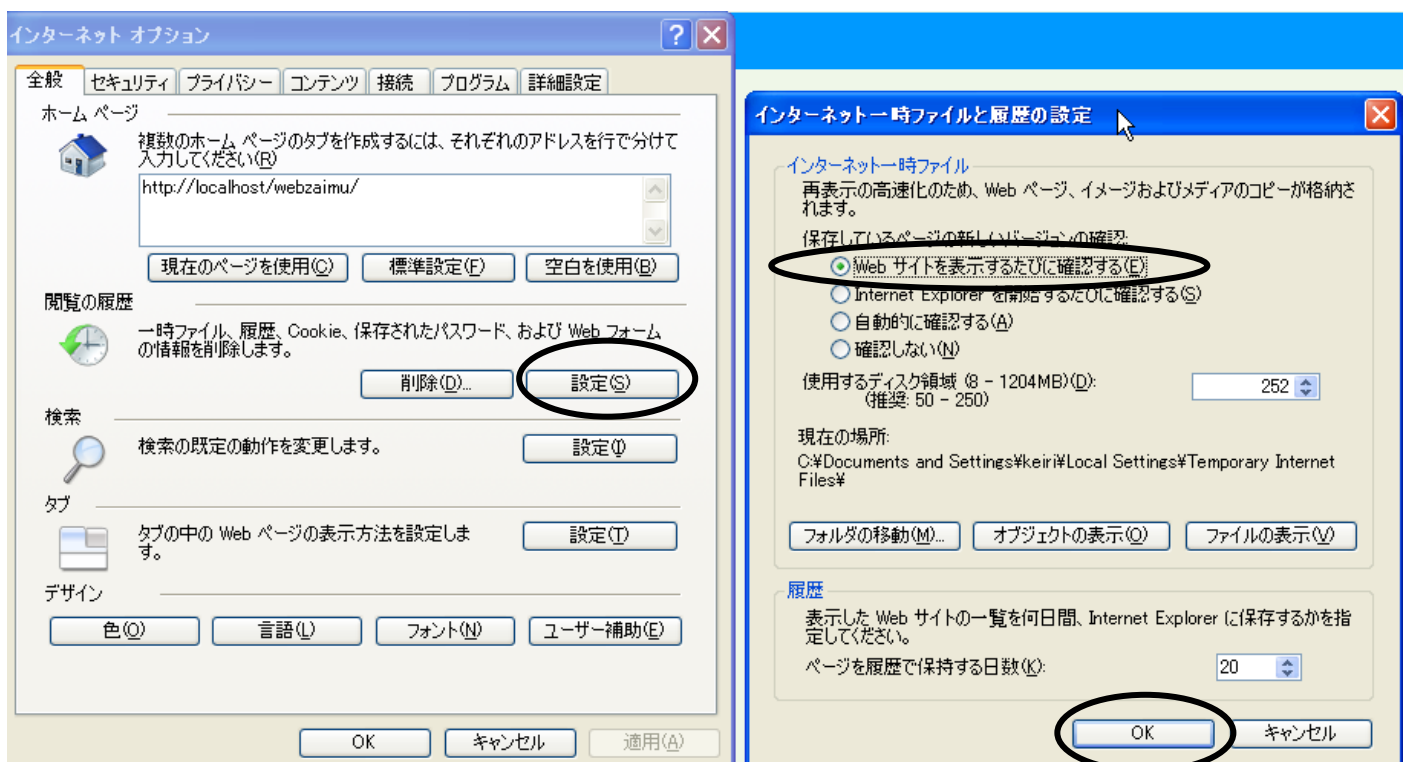 インターネット オプション
全般 セキュリティ プライバシー コンテンツ 接続 プログラム 詳細設定
ホーム ページ
複数のホーム ページのタブを作成するには、それぞれのアドレスを行で分けて
入力してください(R)
http://localhost/webzaimu/
現在のページを使用(C) 標準設定(F) 空白を使用(B)
閲覧の履歴
一時ファイル、履歴、Cookie、保存されたパスワード、および Web フォーム
の情報を削除します。
削除(D)... 設定(S)
検索
検索の既定の動作を変更します。
設定(I)
タブ
タブの中の Web ページの表示方法を設定しま
す。
設定(T)
デザイン
色(O) 言語(L) フォント(N) ユーザー補助(E)
OK キャンセル 適用(A)
インターネット一時ファイルと履歴の設定
インターネット一時ファイル
再表示の高速化のため、Web ページ、イメージおよびメディアのコピーが格納さ
れます。
保存しているページの新しいバージョンの確認:
Web サイトを表示するたびに確認する(E)
Internet Explorer を開始するたびに確認する(S)
自動的に確認する(A)
確認しない(N)
使用するディスク領域 (8 - 1204MB)(D):
252
(推奨: 50 - 250)
現在の場所:
C:¥Documents and Settings¥keiri¥Local Settings¥Temporary Internet
Files¥
フォルダの移動(M)... オブジェクトの表示(O) ファイルの表示(V)
履歴
表示した Web サイトの一覧を何日間、Internet Explorer に保存するかを指
定してください。
ページを履歴で保持する日数(K):
20
OK キャンセル